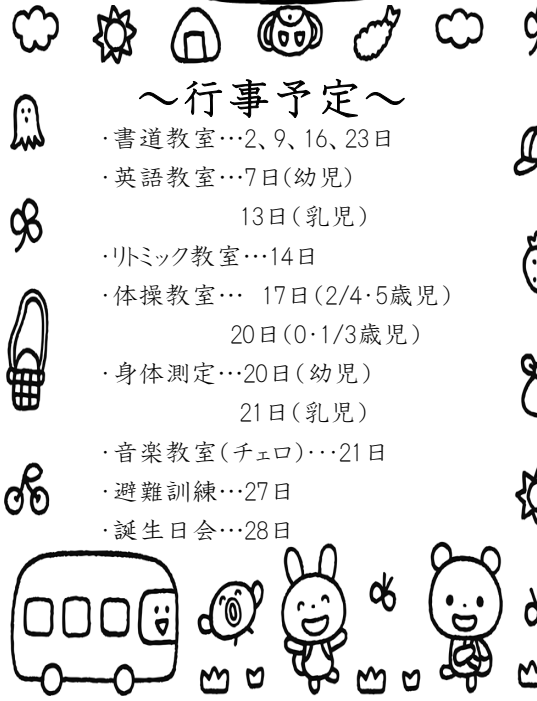 ～行事予定～
・書道教室…2、9、16、23日
・英語教室…7日(幼児)
13日(乳児)
・リトミック教室…14日
・体操教室… 17日(2/4・5歳児)
20日(0・1/3歳児)
・身体測定…20日(幼児)
21日(乳児)
・音楽教室(チェロ)…21日
・避難訓練…27日
・誕生日会…28日